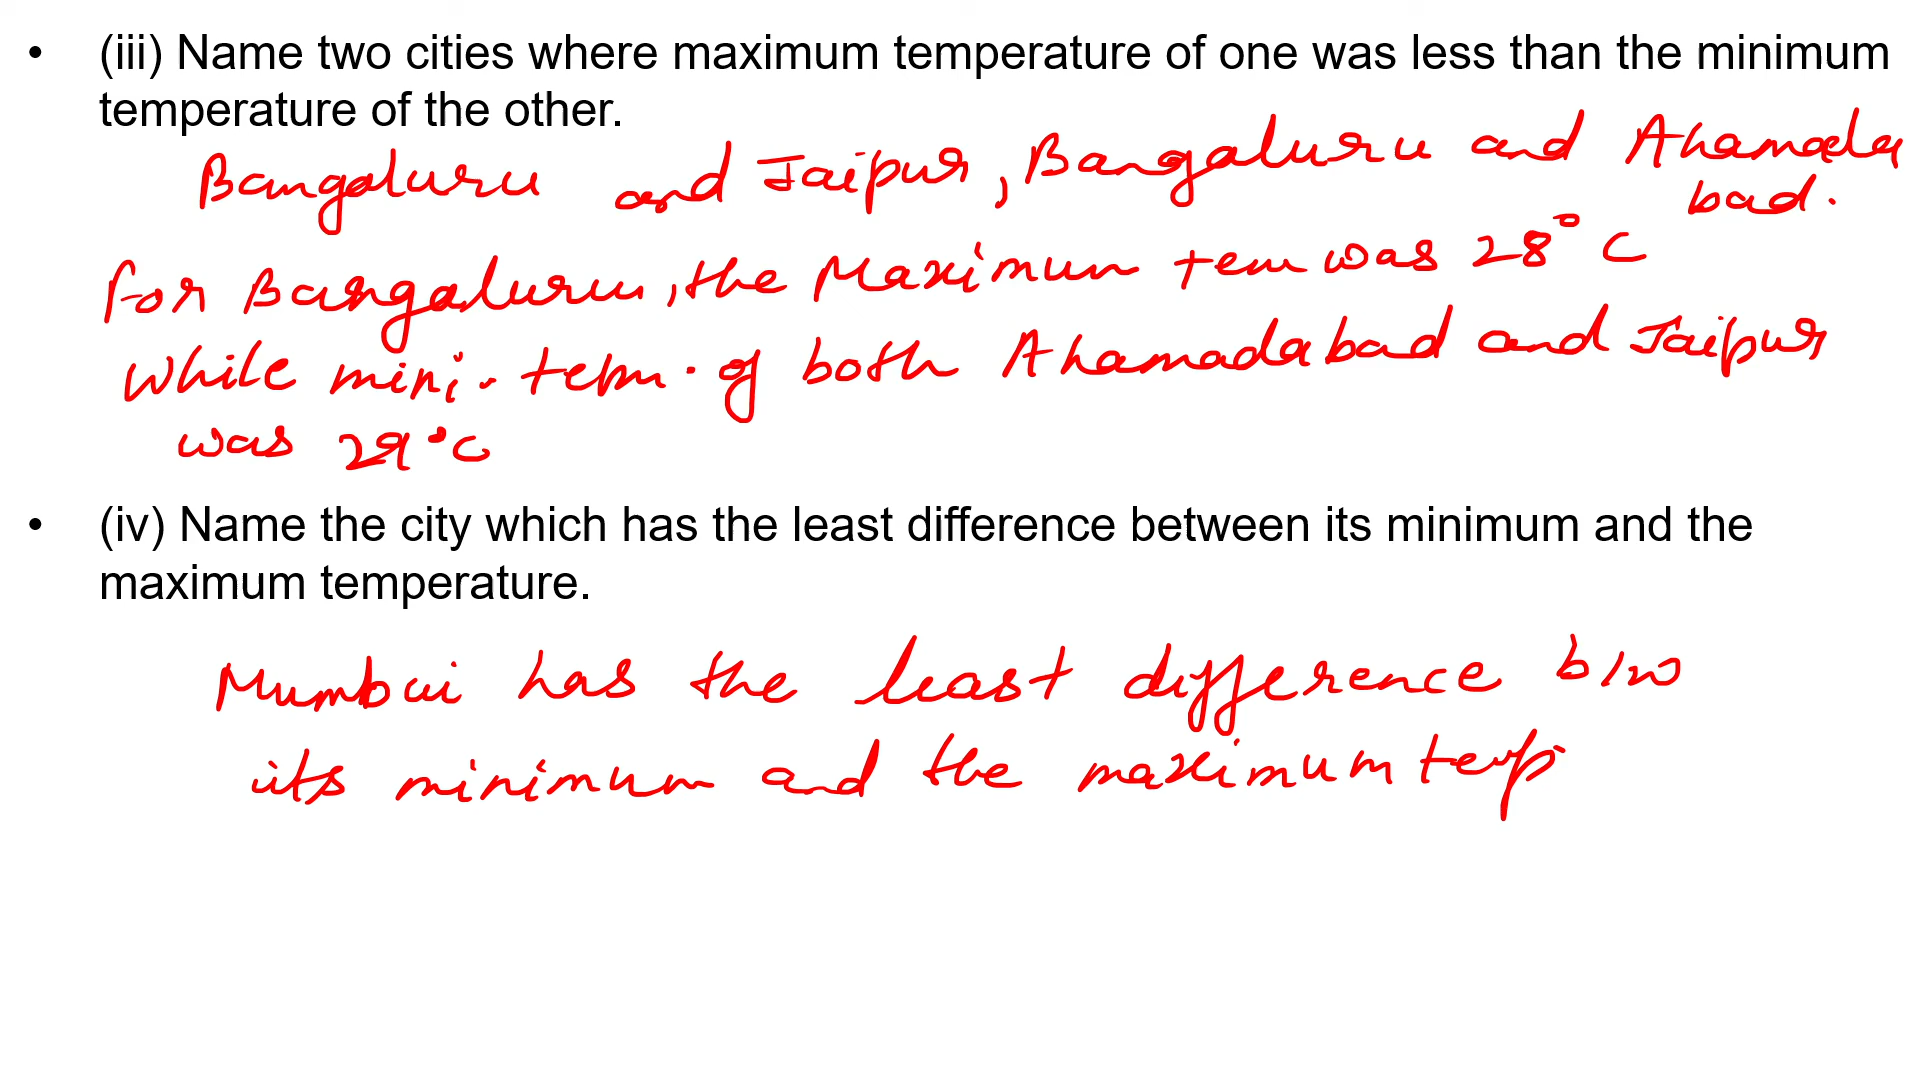 • (iii) Name two cities where maximum temperature of one was less than the minimum
temperature of the other.
Bangaluru and Jaipur, Bangaluru and Ahamada
bad.
for Bangaluru, the Maximum tem was 28°C
While mini. tem. of both Ahamadabad and Jaipur
was 29°C
• (iv) Name the city which has the least difference between its minimum and the
maximum temperature.
Mumbai has the least difference b/w
its minimum and the maximum temp